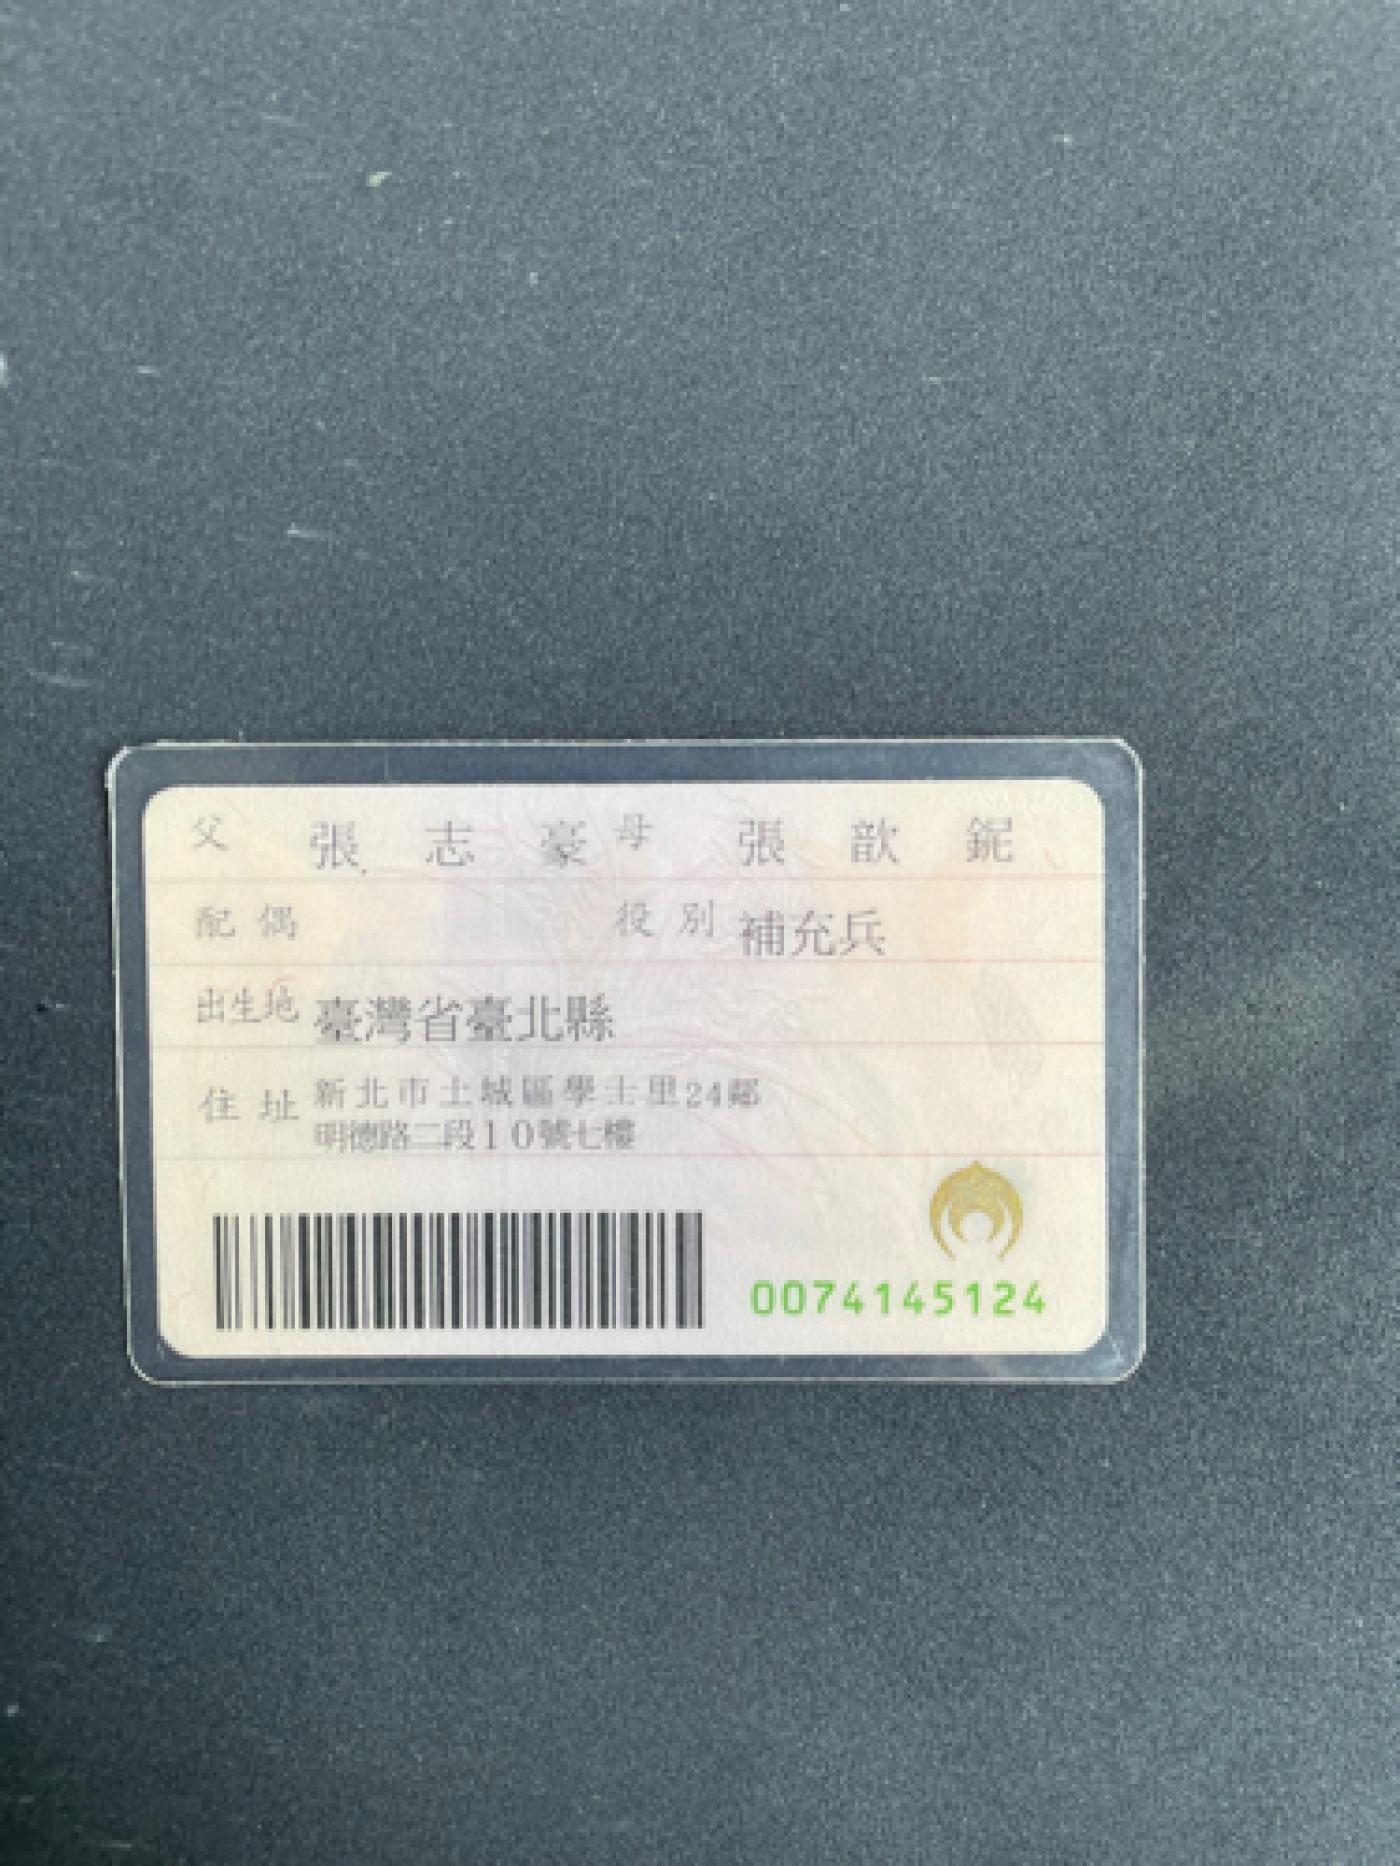 父 張志豪 母 張歆鈮
配偶 役別 補充兵
出生地 臺灣省臺北縣
住址 新北市土城區學士里24鄰
明德路二段10號七樓
0074145124